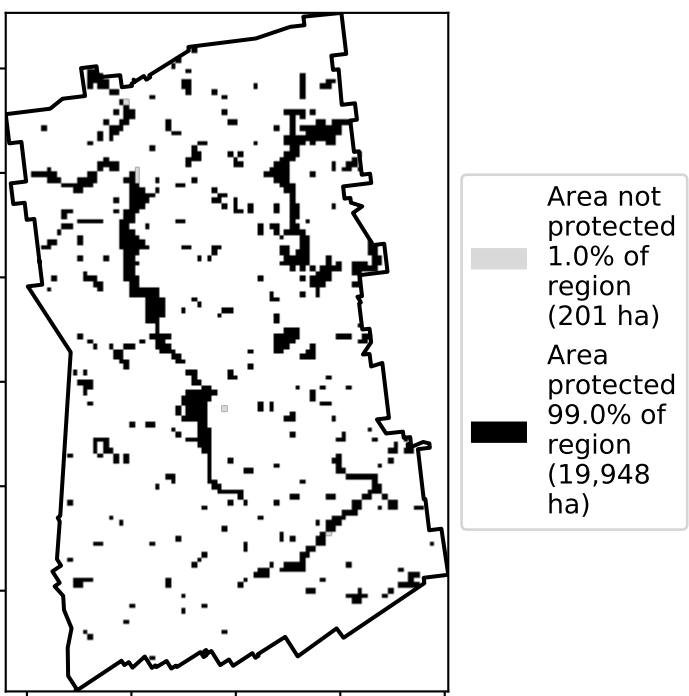 Area not
protected
1.0% of
region
(201 ha)
Area
protected
99.0% of
region
(19,948
ha)